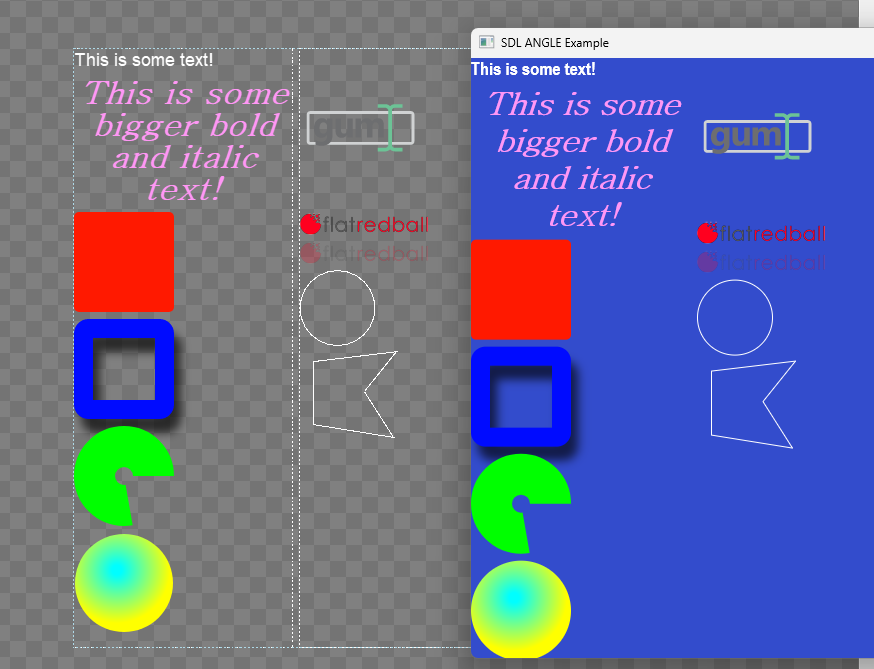 This is some text!
This is some
bigger bold
and italic
text!
gum
flatredball
flatredball
SDL ANGLE Example
This is some text!
This is some
bigger bold
and italic
text!
gum
flatredball
flatredball